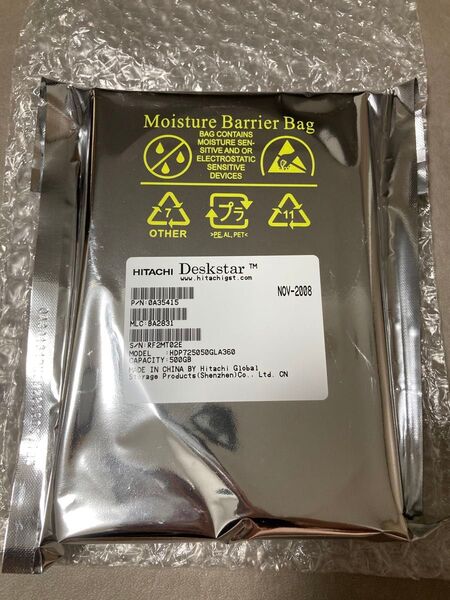 Moisture Barrier Bag
BAG CONTAINS
MOISTURE SEN-
SITIVE AND OR
ELECTROSTATIC
SENSITIVE
DEVICES
7
OTHER
プラ
>PE, AL, PET<
11
HITACHI Deskstar™
www.hitachigst.com
NOV-2008
P/N:0A35415
MLC:BA2831
S/N:RF2MT02E
MODEL :HDP725050GLA360
CAPACITY:500GB
MADE IN CHINA BY Hitachi Global
Storage Products(Shenzhen)Co., Ltd. CN